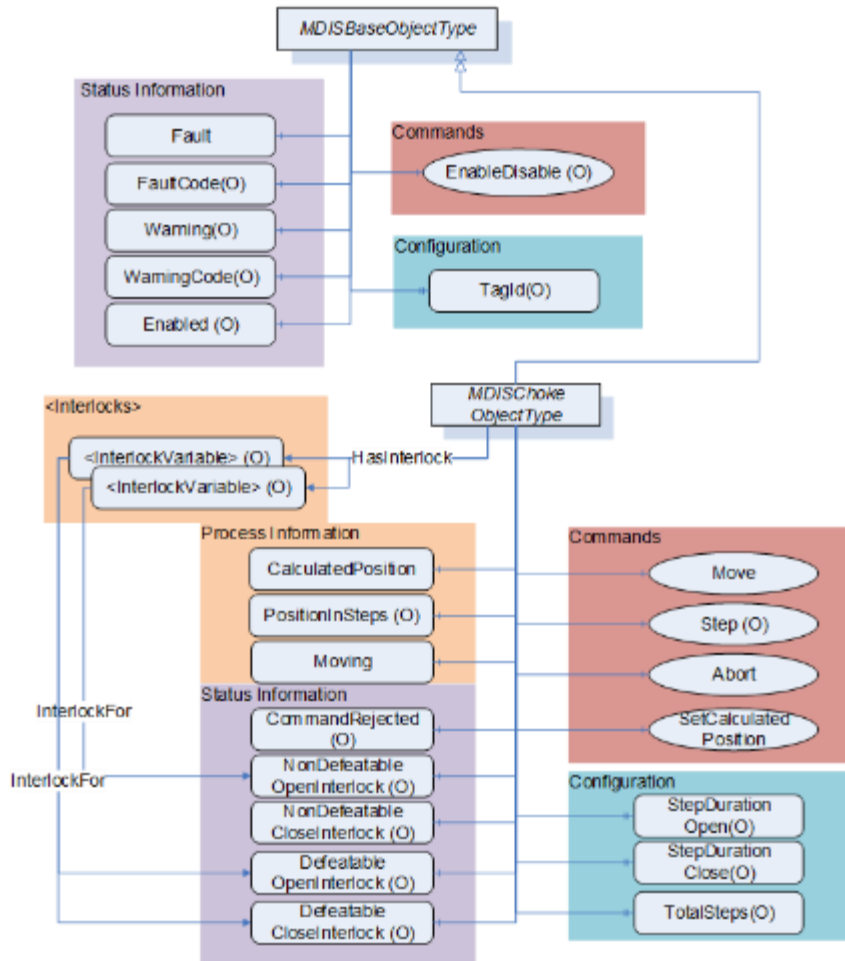 MDISBaseObjectType
Status Information
Fault
FaultCode(O)
Warning(O)
WarningCode(O)
Enabled (O)
Commands
EnableDisable (O)
Configuration
TagId(O)
MDISChoke
ObjectType
<Interlocks>
<InterlockVariable> (O)
<InterlockVariable> (O)
HasInterlock
Process Information
CalculatedPosition
PositionInSteps (O)
Moving
Commands
Move
Step (O)
Abort
SetCalculated
Position
Status Information
CommandRejected
(O)
NonDefeatable
OpenInterlock (O)
NonDefeatable
CloseInterlock (O)
Defeatable
OpenInterlock (O)
Defeatable
CloseInterlock (O)
InterlockFor
InterlockFor
Configuration
StepDuration
Open(O)
StepDuration
Close(O)
TotalSteps(O)